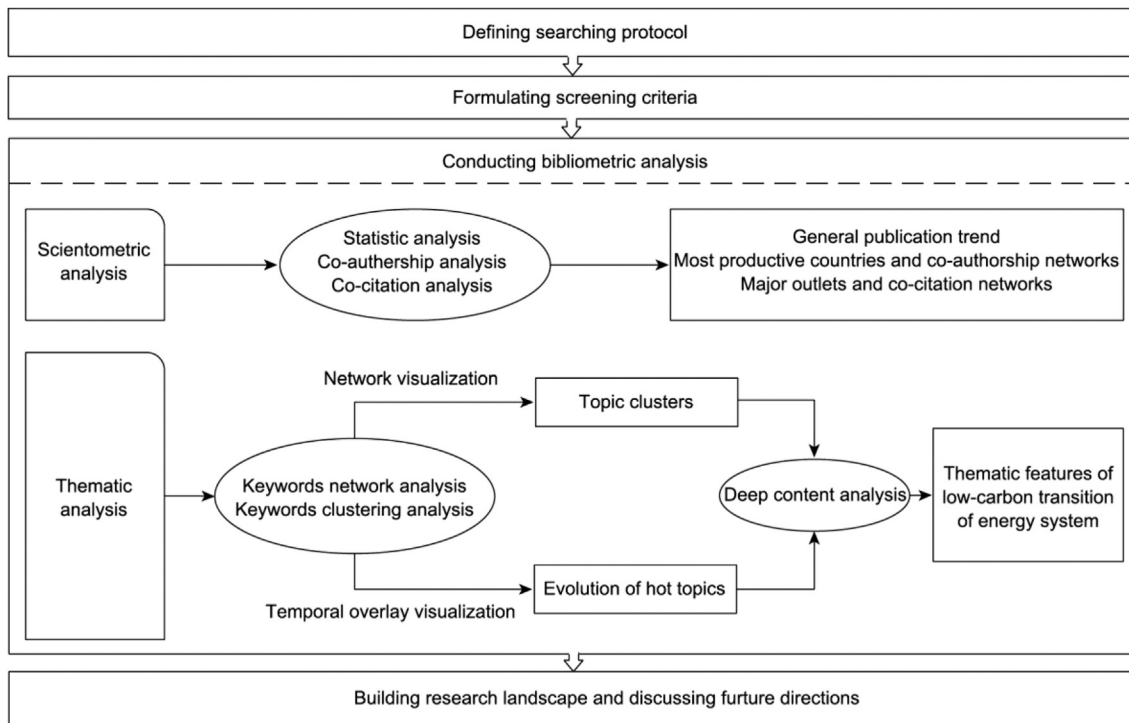 Defining searching protocol
Formulating screening criteria
Conducting bibliometric analysis
Scientometric
analysis
Statistic analysis
Co-authership analysis
Co-citation analysis
General publication trend
Most productive countries and co-authorship networks
Major outlets and co-citation networks
Thematic
analysis
Keywords network analysis
Keywords clustering analysis
Network visualization
Topic clusters
Temporal overlay visualization
Evolution of hot topics
Deep content analysis
Thematic features of
low-carbon transition
of energy system
Building research landscape and discussing furture directions